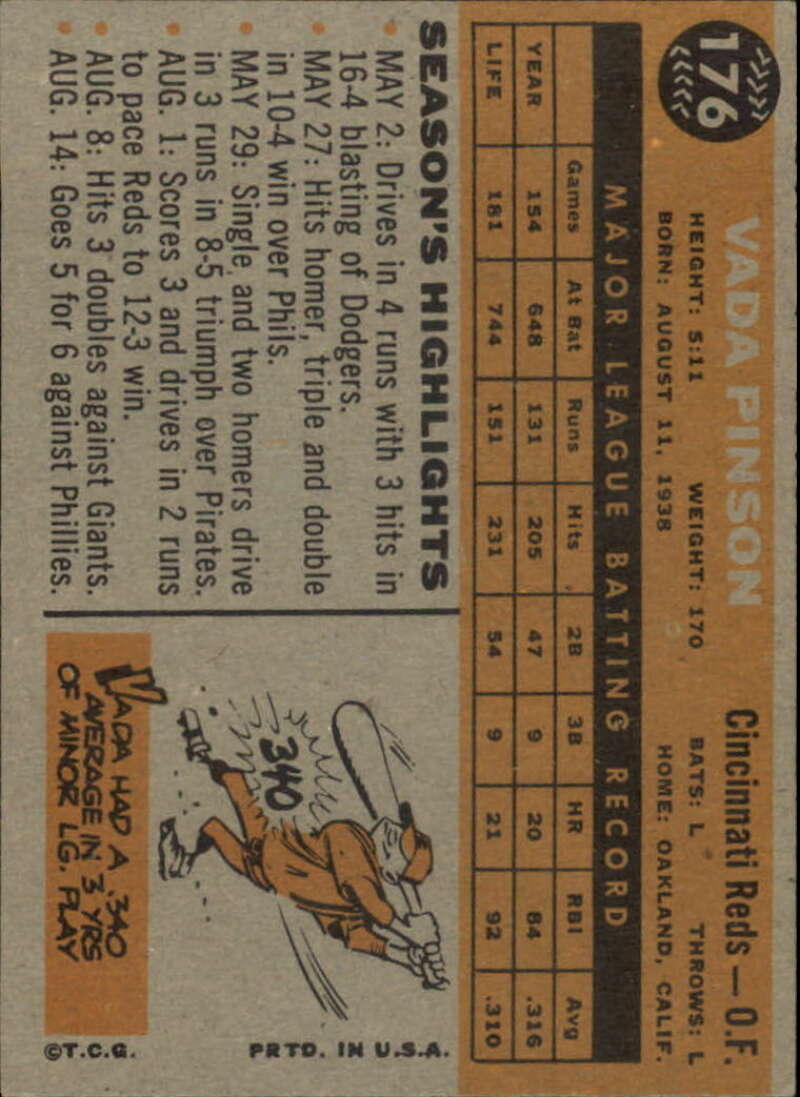 176
VADA PINSON
Cincinnati Reds — O.F.
HEIGHT: 5:11 WEIGHT: 170 BATS: L THROWS: L
BORN: AUGUST 11, 1938 HOME: OAKLAND, CALIF.
MAJOR LEAGUE BATTING RECORD
Games At Bat Runs Hits 2B 3B HR RBI Avg
YEAR 154 648 131 205 47 9 20 84 .316
LIFE 181 744 151 231 54 9 21 92 .310
SEASON'S HIGHLIGHTS
• MAY 2: Drives in 4 runs with 3 hits in
16-4 blasting of Dodgers.
• MAY 27: Hits homer, triple and double
in 10-4 win over Phils.
• MAY 29: Single and two homers drive
in 3 runs in 8-5 triumph over Pirates.
• AUG. 1: Scores 3 and drives in 2 runs
to pace Reds to 12-3 win.
• AUG. 8: Hits 3 doubles against Giants.
• AUG. 14: Goes 5 for 6 against Phillies.
340
VADA HAD A .340
AVERAGE IN 3 YRS
OF MINOR LG. PLAY
©T.C.G. PRTD. IN U.S.A.